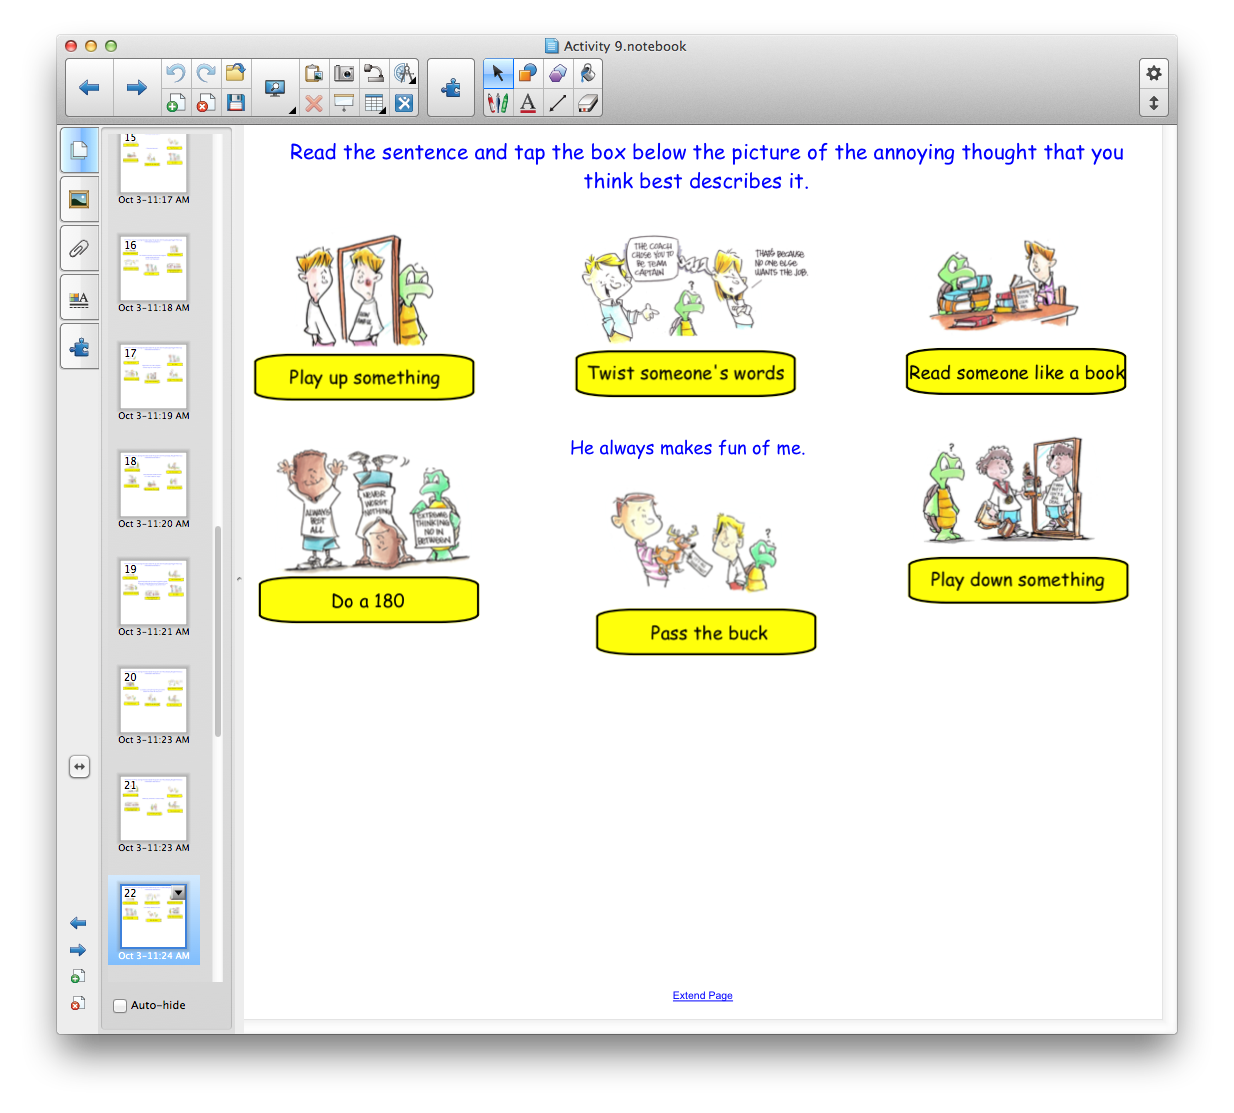 Activity 9.notebook
15
Oct 3-11:17 AM
16
Oct 3-11:18 AM
17
Oct 3-11:19 AM
18
Oct 3-11:20 AM
19
Oct 3-11:21 AM
20
Oct 3-11:23 AM
21
Oct 3-11:23 AM
22
Oct 3-11:24 AM
Auto-hide
Read the sentence and tap the box below the picture of the annoying thought that you
think best describes it.
THE COACH
CHOSE YOU TO
BE TEAM
CAPTAIN
THAT'S BECAUSE
NO ONE ELSE
WANTS THE JOB.
?
Play up something
Twist someone's words
Read someone like a book
He always makes fun of me.
ALWAYS
BEST
ALL
NEVER
WORST
NOTHING
EXTREME
THINKING
NO IN
BETWEEN
?
?
Do a 180
Pass the buck
Play down something
Extend Page